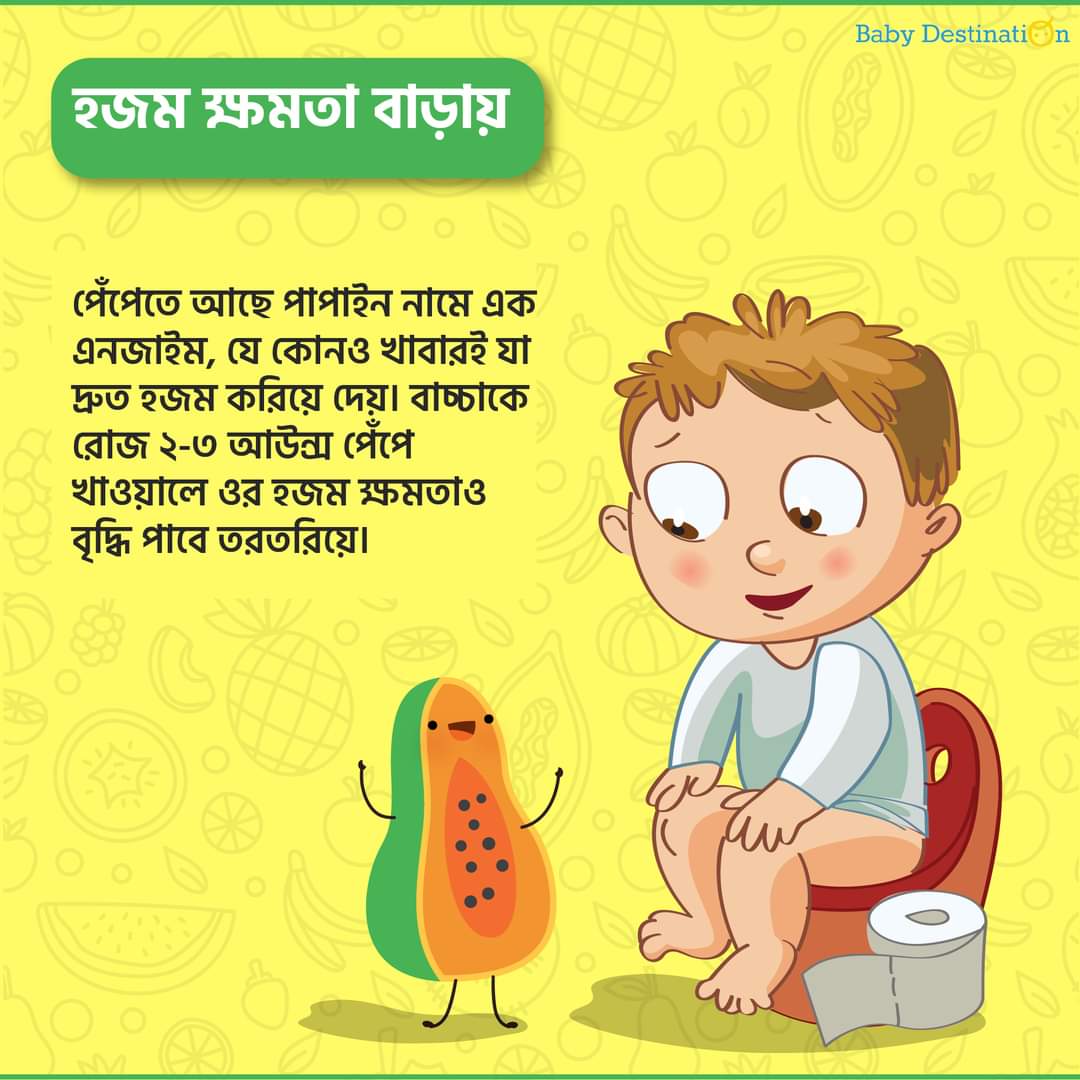 Baby Destination
হজম ক্ষমতা বাড়ায়
পেঁপেতে আছে পাপাইন নামে এক
এনজাইম, যে কোনও খাবারই যা
দ্রুত হজম করিয়ে দেয়। বাচ্চাকে
রোজ ২-৩ আউন্স পেঁপে
খাওয়ালে ওর হজম ক্ষমতাও
বৃদ্ধি পাবে তরতরিয়ে।